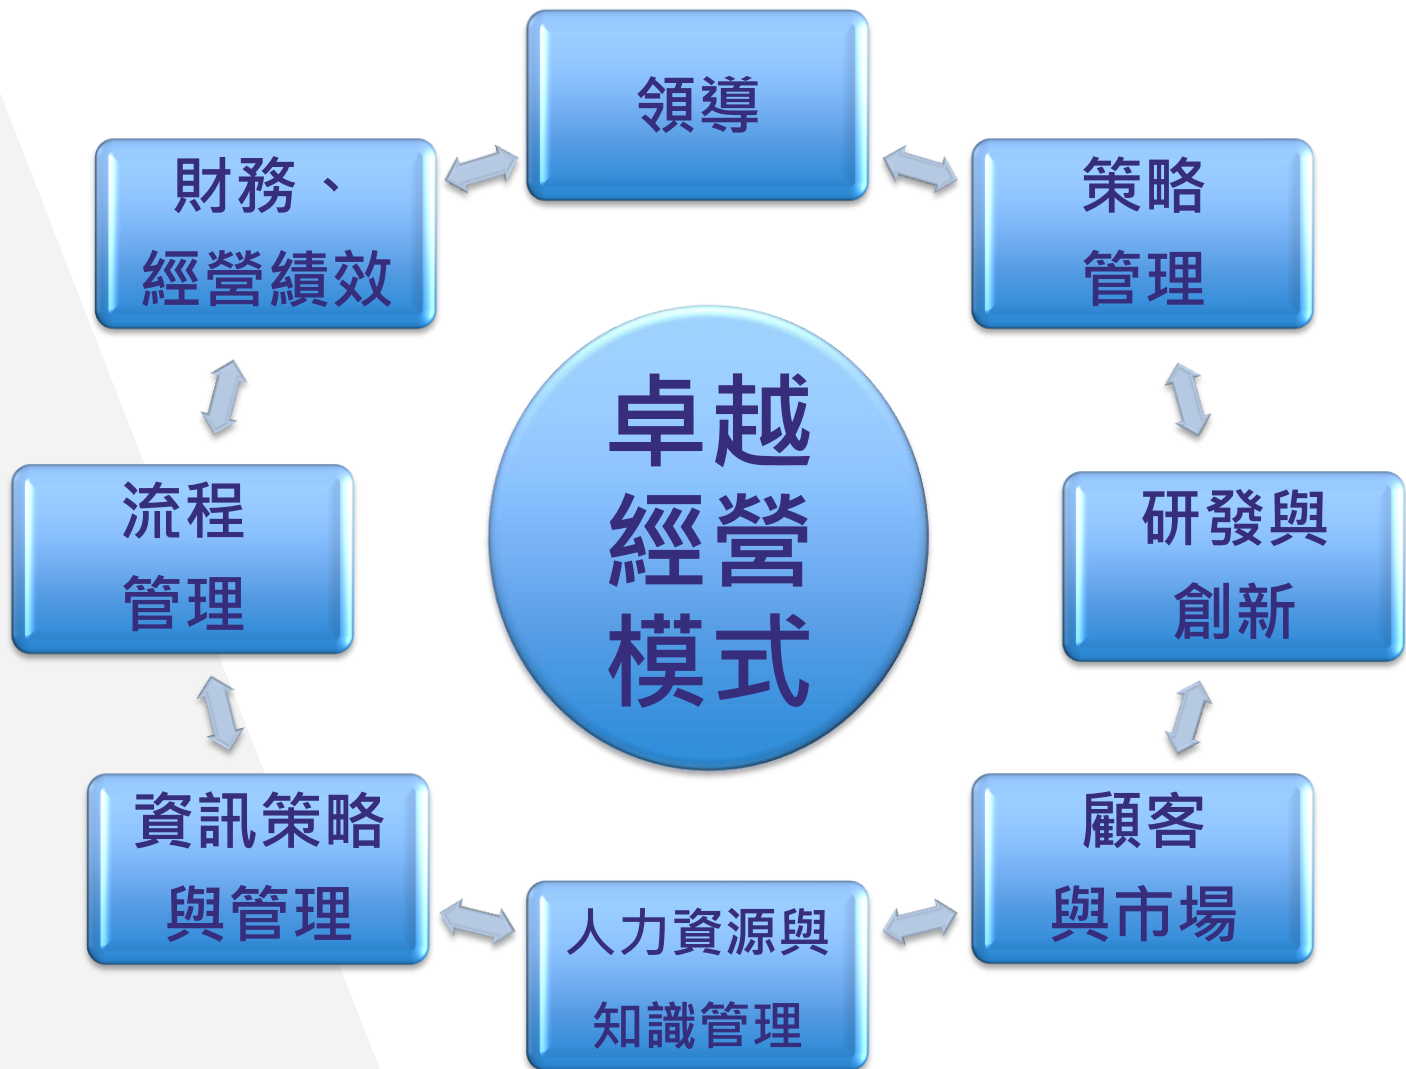 領導
策略
管理
研發與
創新
顧客
與市場
人力資源與
知識管理
資訊策略
與管理
流程
管理
財務、
經營績效
卓越
經營
模式